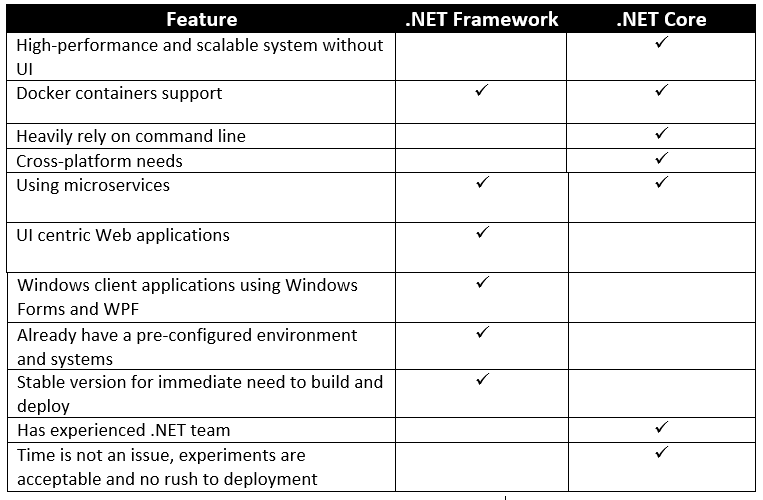 Feature .NET Framework .NET Core
High-performance and scalable system without
UI ✓
Docker containers support ✓ ✓
Heavily rely on command line ✓
Cross-platform needs ✓
Using microservices ✓ ✓
UI centric Web applications ✓
Windows client applications using Windows ✓
Forms and WPF
Already have a pre-configured environment ✓
and systems
Stable version for immediate need to build and ✓
deploy
Has experienced .NET team ✓
Time is not an issue, experiments are ✓
acceptable and no rush to deployment